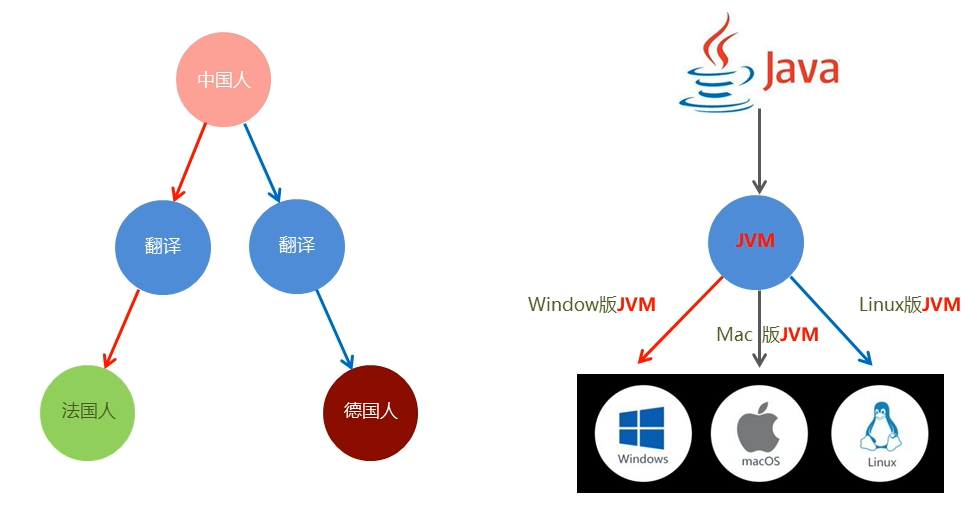 中国人
翻译
翻译
法国人
德国人
Java
JVM
Window版JVM
Mac 版JVM
Linux版JVM
Windows
macOS
Linux